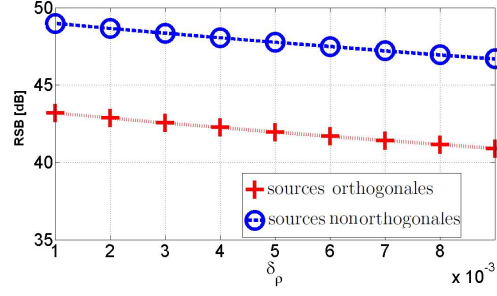 50
45
40
35
RSB [dB]
sources orthogonales
sources nonorthogonales
1 2 3 4 5 6 7 8
δρ
x 10⁻³